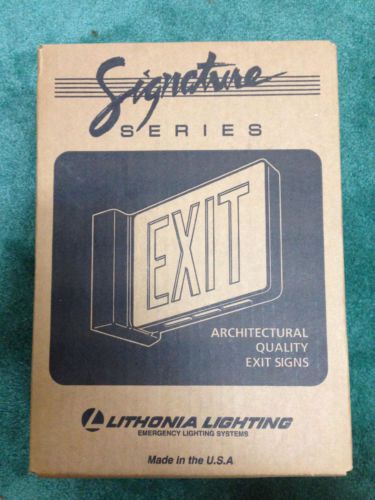 Signature
SERIES
EXIT
ARCHITECTURAL
QUALITY
EXIT SIGNS
LITHONIA LIGHTING
EMERGENCY LIGHTING SYSTEMS
Made in the U.S.A